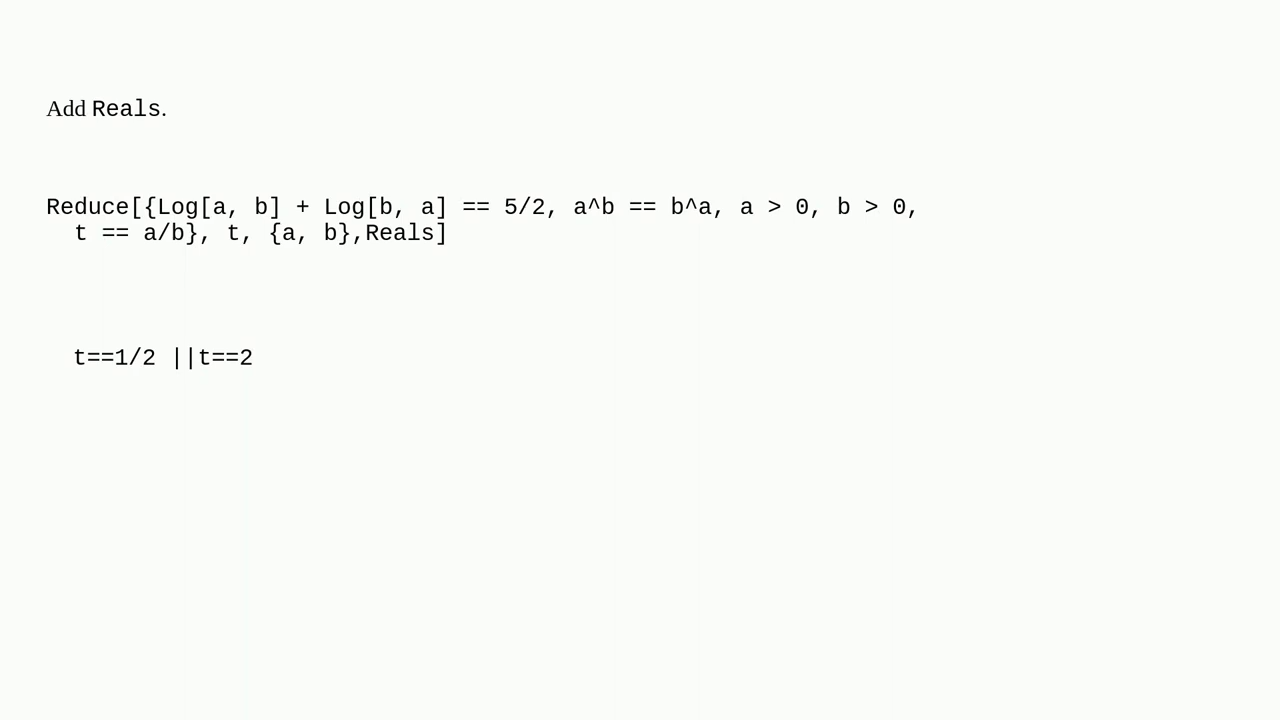 Add Reals.
Reduce[{Log[a, b] + Log[b, a] == 5/2, a^b == b^a, a > 0, b > 0,
t == a/b}, t, {a, b},Reals]
t==1/2 ||t==2